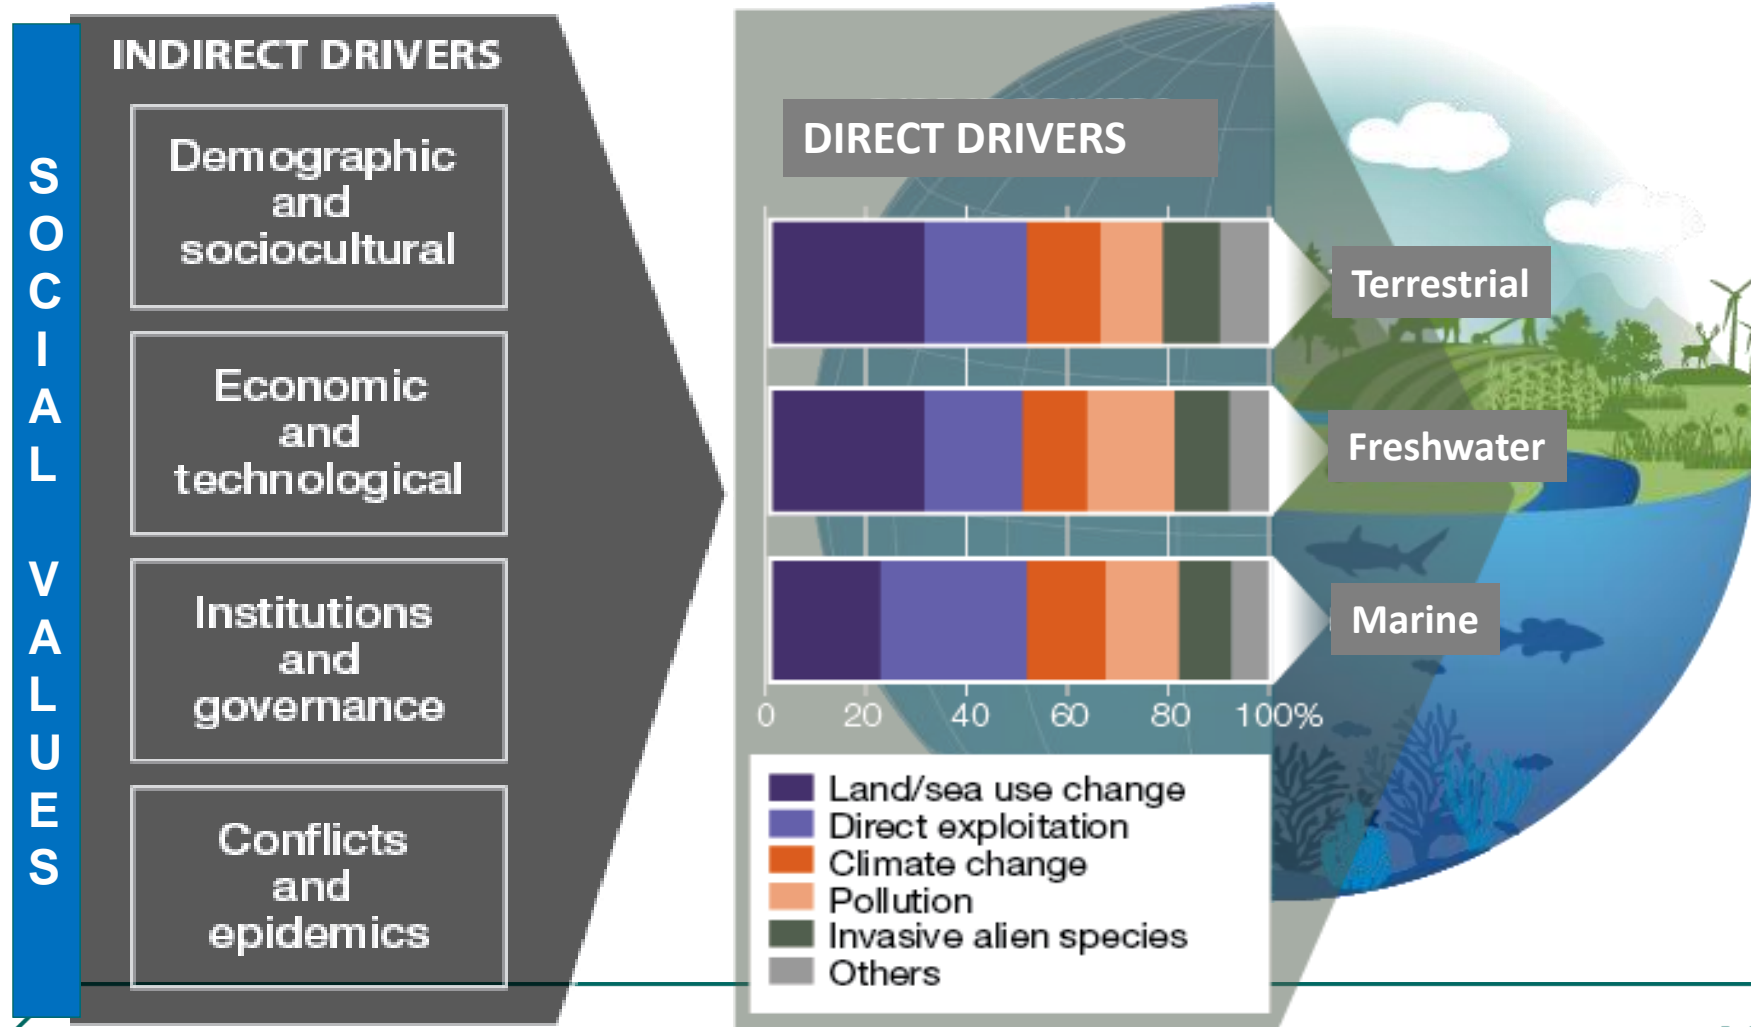 SOCIAL VALUES
INDIRECT DRIVERS
Demographic
and
sociocultural
Economic
and
technological
Institutions
and
governance
Conflicts
and
epidemics
DIRECT DRIVERS
Terrestrial
Freshwater
Marine
0 20 40 60 80 100%
Land/sea use change
Direct exploitation
Climate change
Pollution
Invasive alien species
Others